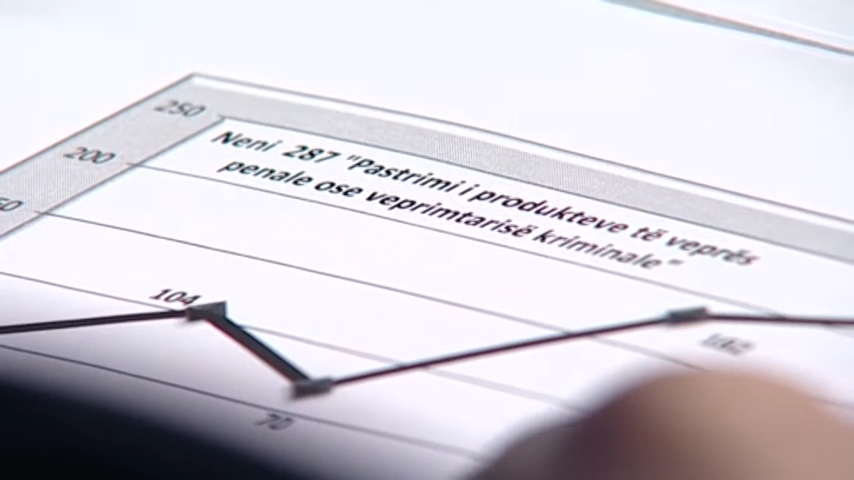 250
Neni 287 "Pastrimi i produkteve të veprës
200
penale ose veprimtarisë kriminale"
104
70